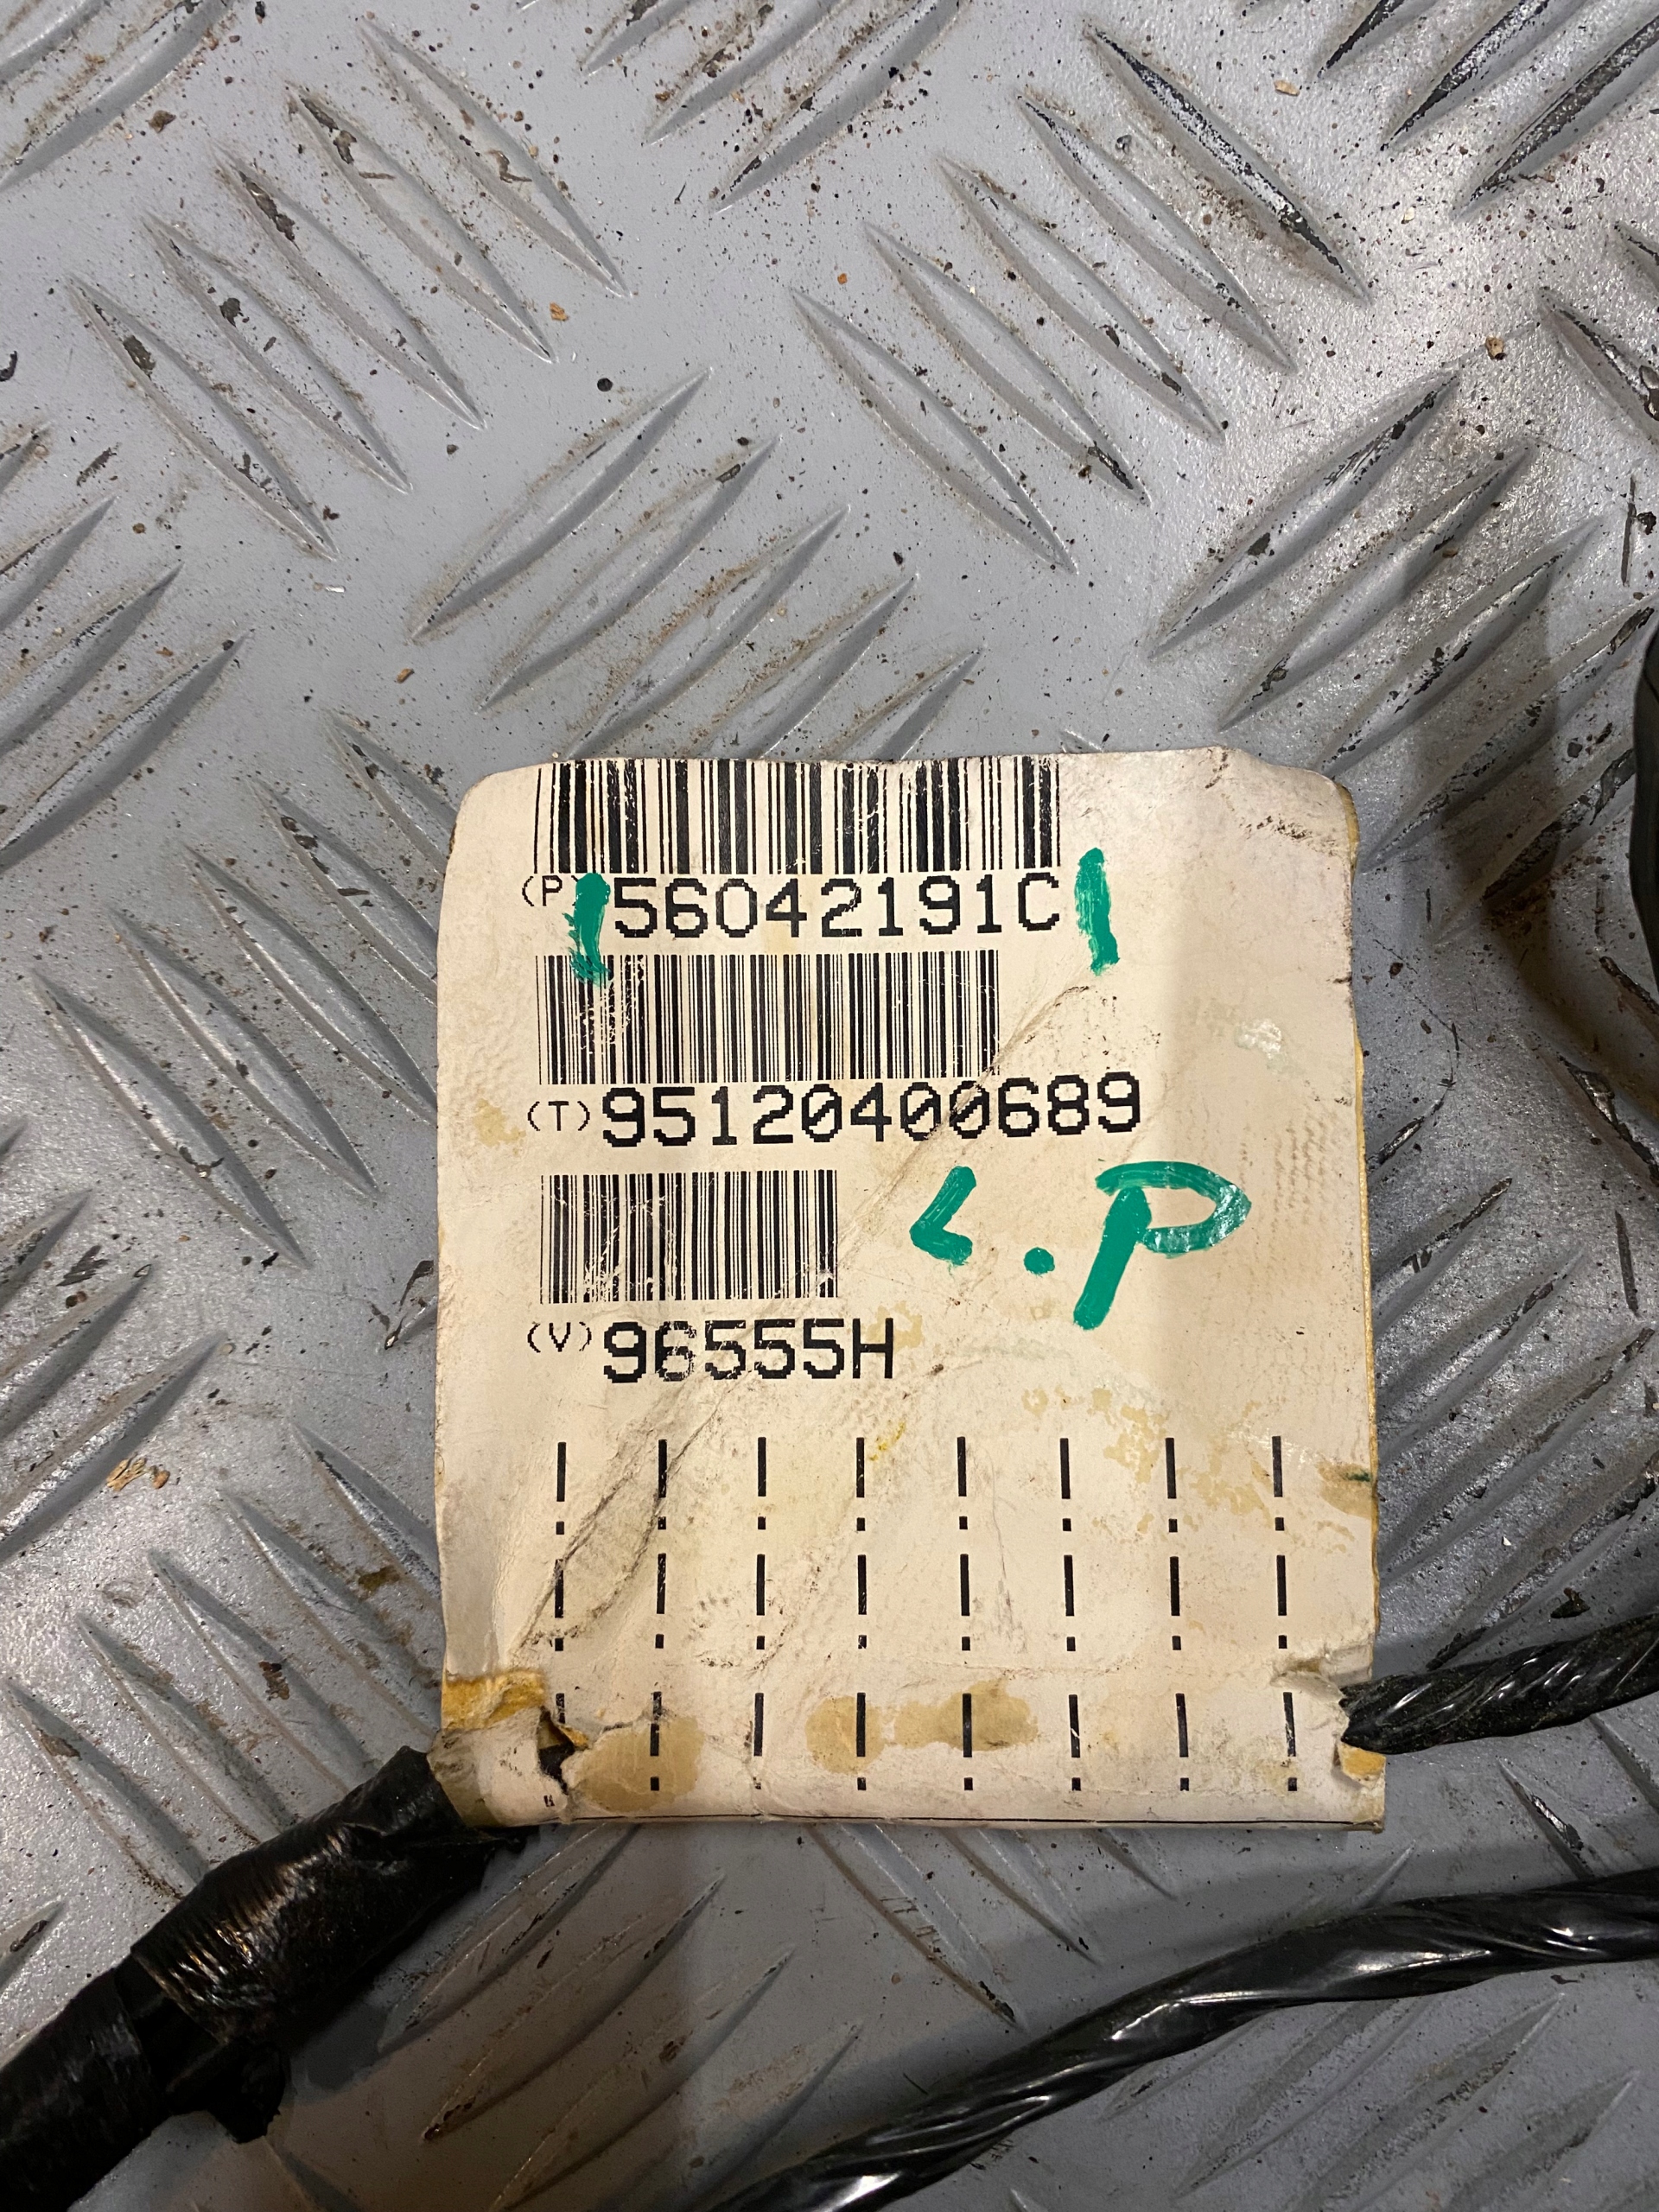 (P) 56042191C
(T) 95120400689
L.P
(V) 96555H